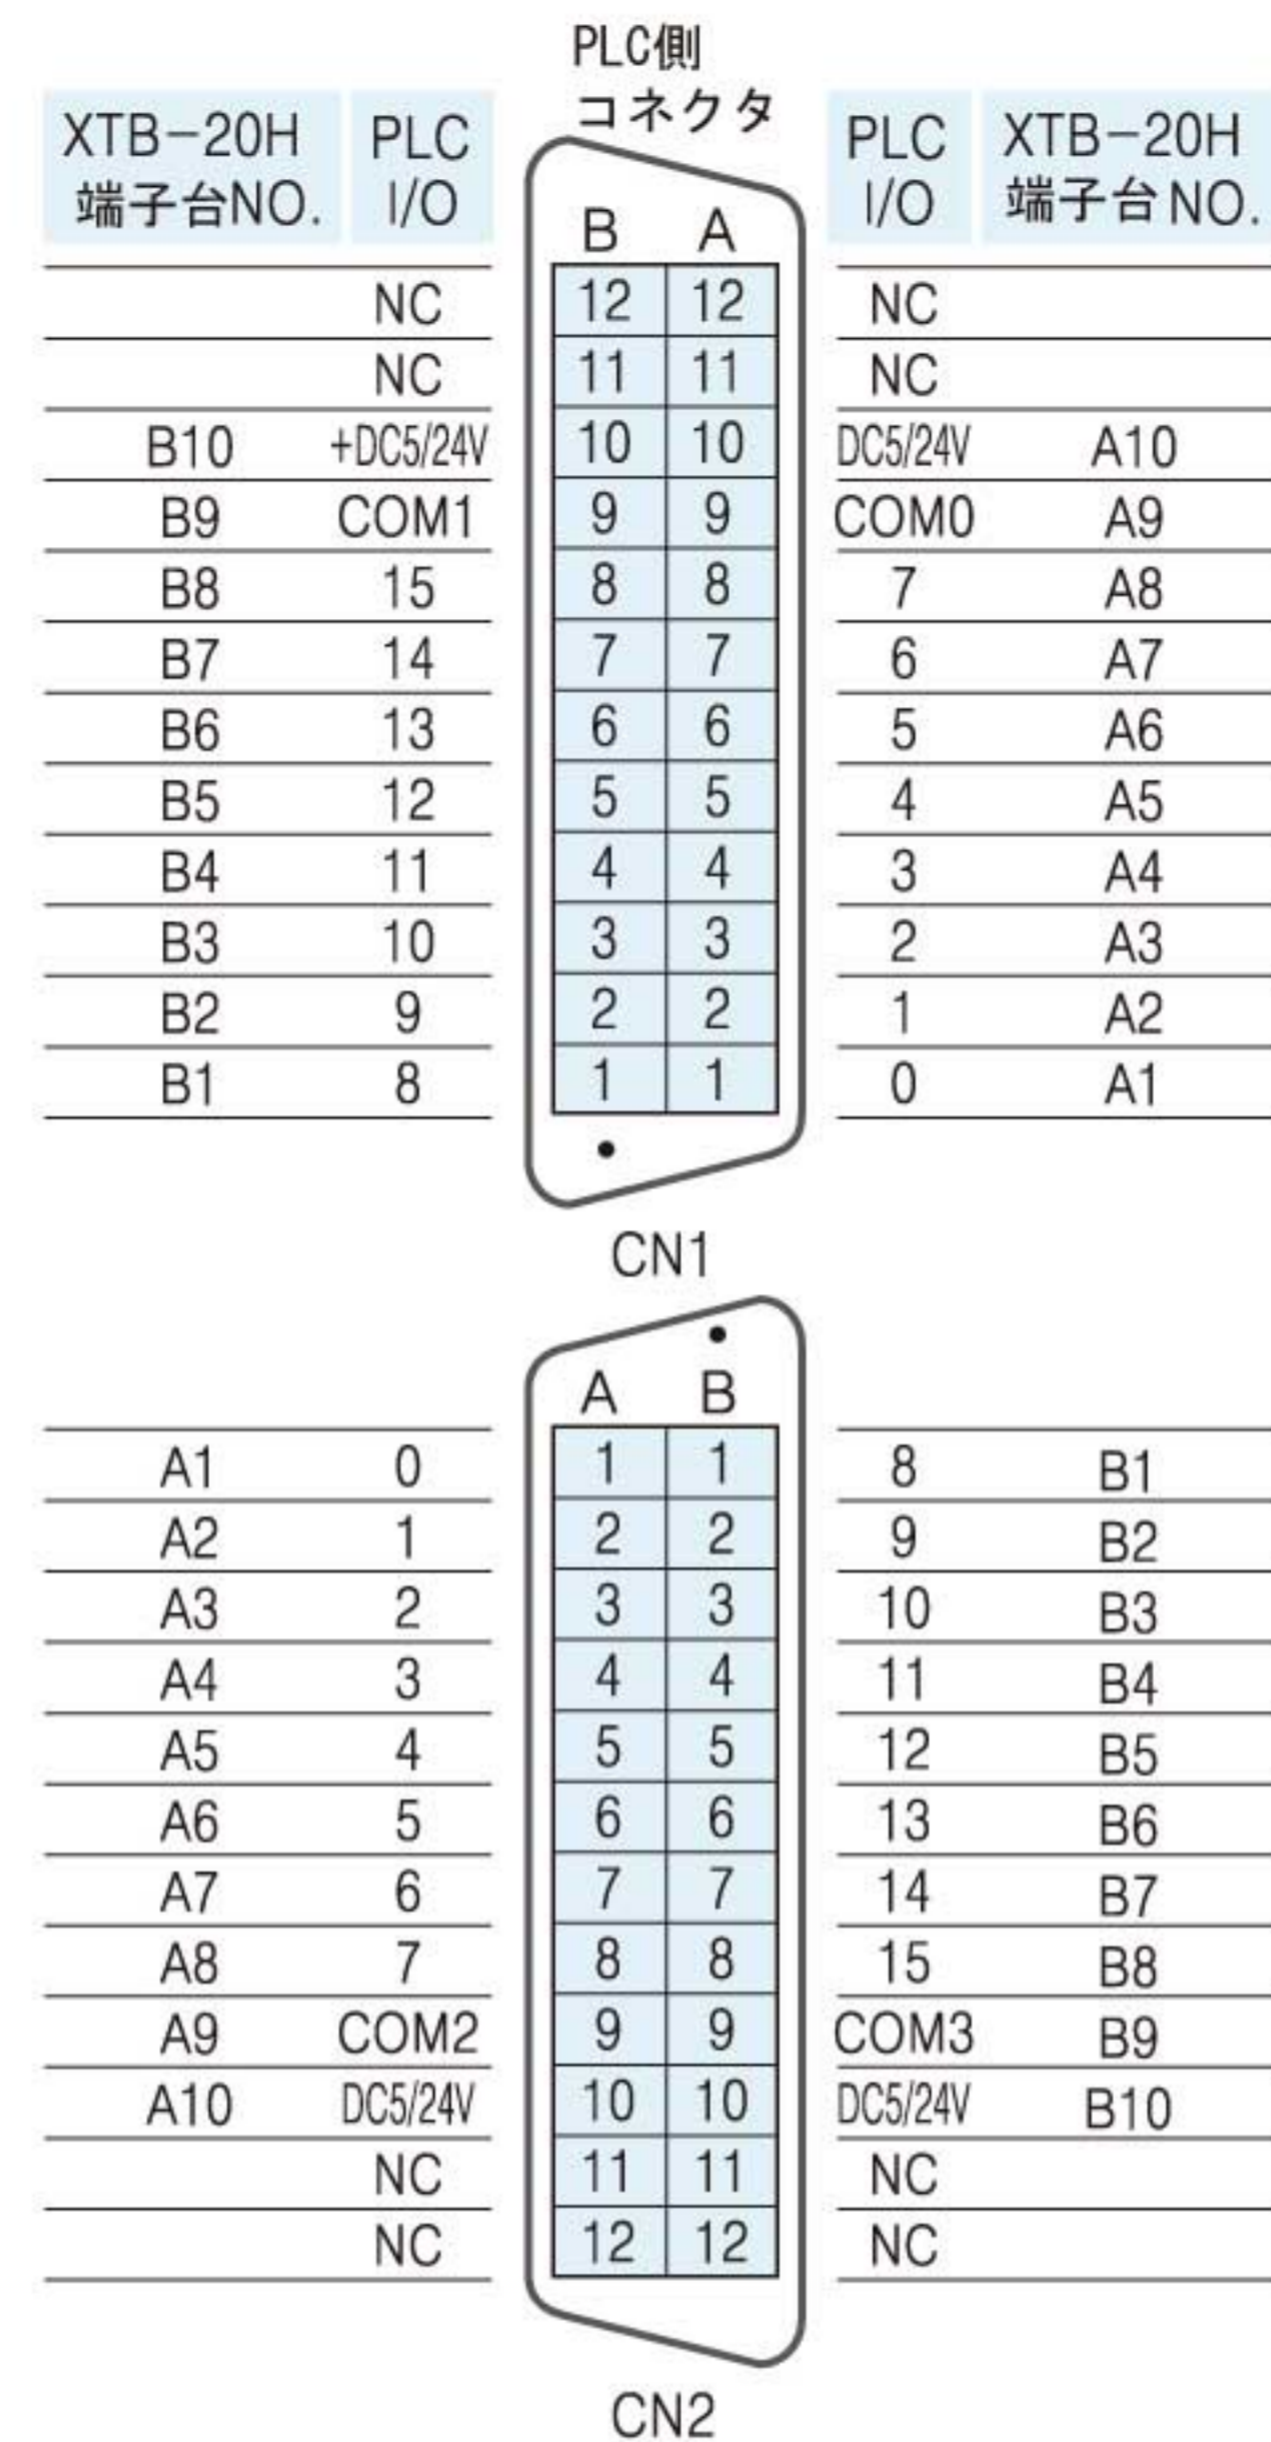 PLC側
コネクタ
XTB-20H 端子台NO. PLC I/O B A PLC I/O XTB-20H 端子台NO.
NC 12 12 NC
NC 11 11 NC
B10 +DC5/24V 10 10 DC5/24V A10
B9 COM1 9 9 COM0 A9
B8 15 8 8 7 A8
B7 14 7 7 6 A7
B6 13 6 6 5 A6
B5 12 5 5 4 A5
B4 11 4 4 3 A4
B3 10 3 3 2 A3
B2 9 2 2 1 A2
B1 8 1 1 0 A1
CN1
A B
A1 0 1 1 8 B1
A2 1 2 2 9 B2
A3 2 3 3 10 B3
A4 3 4 4 11 B4
A5 4 5 5 12 B5
A6 5 6 6 13 B6
A7 6 7 7 14 B7
A8 7 8 8 15 B8
A9 COM2 9 9 COM3 B9
A10 DC5/24V 10 10 DC5/24V B10
NC 11 11 NC
NC 12 12 NC
CN2